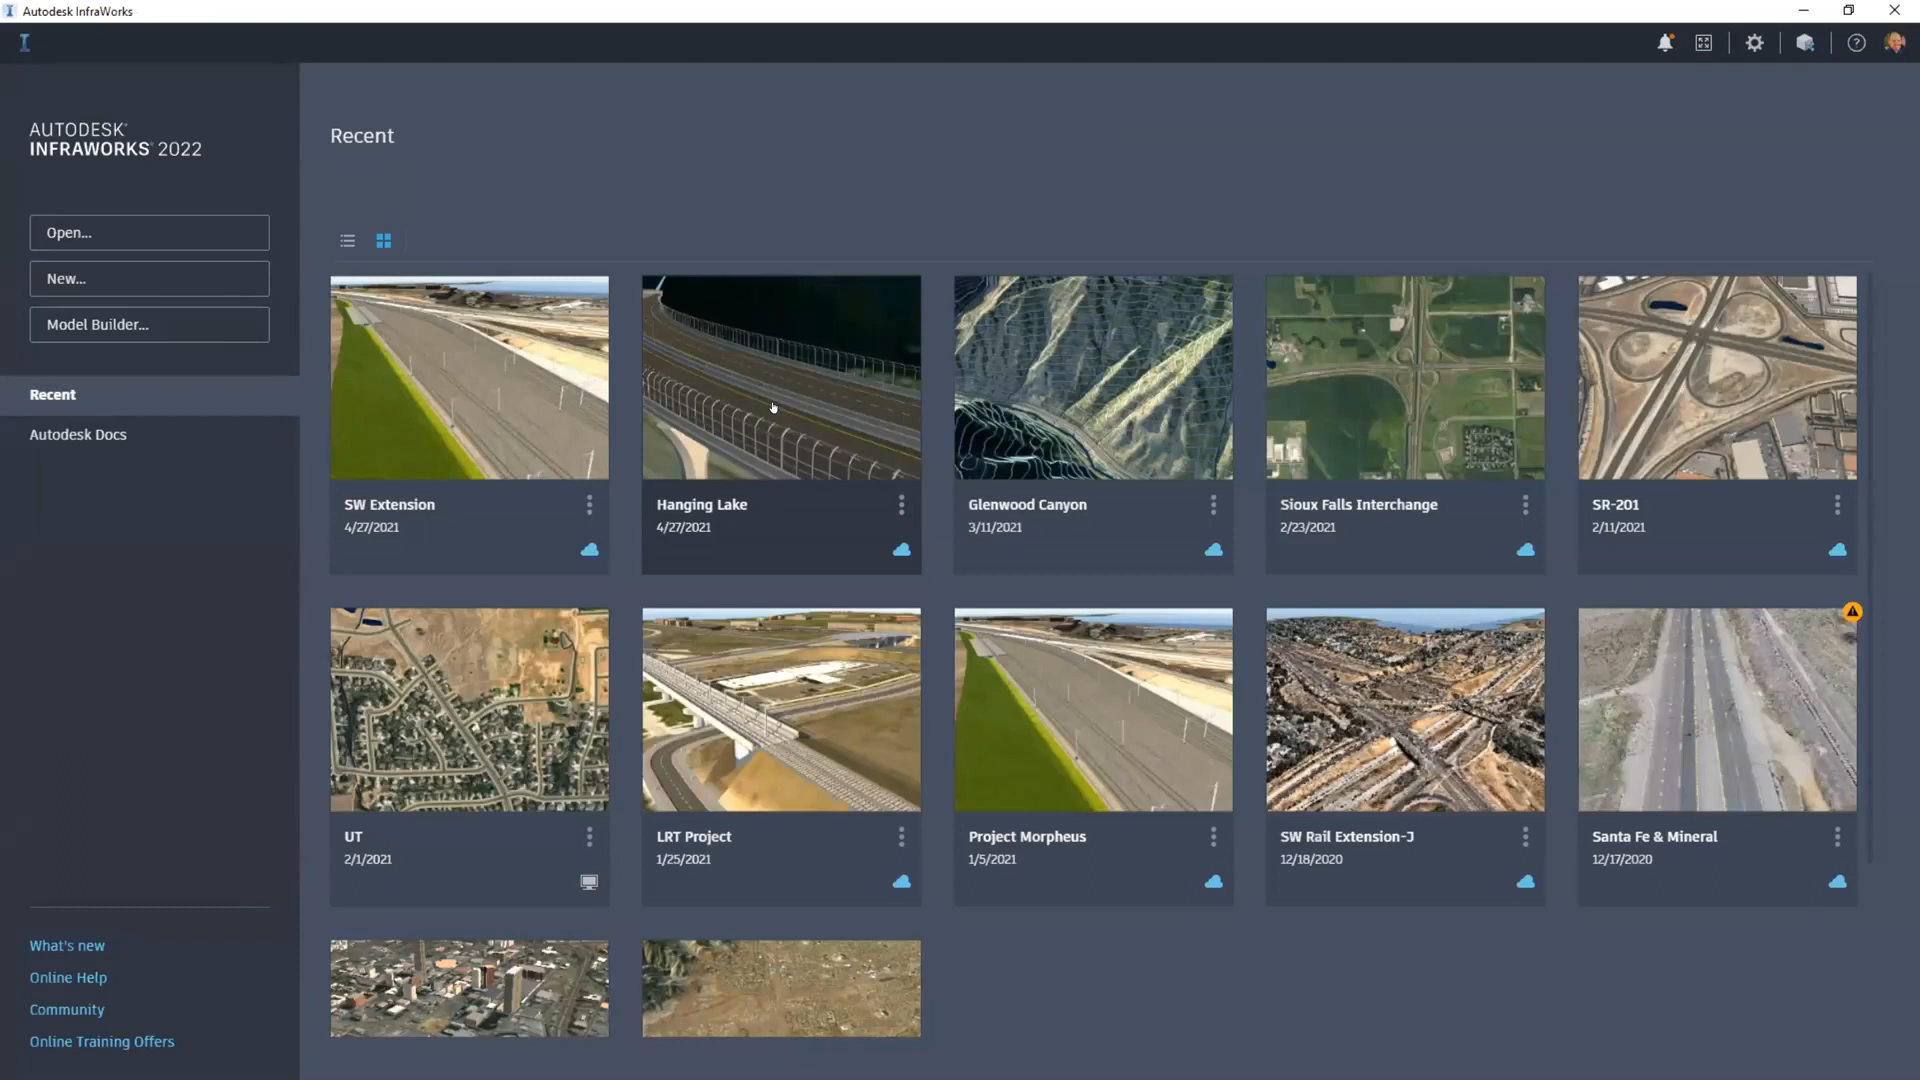 Autodesk InfraWorks
AUTODESK®
INFRAWORKS® 2022
Open...
New...
Model Builder...
Recent
Autodesk Docs
What's new
Online Help
Community
Online Training Offers
Recent
SW Extension
4/27/2021
Hanging Lake
4/27/2021
Glenwood Canyon
3/11/2021
Sioux Falls Interchange
2/23/2021
SR-201
2/11/2021
UT
2/1/2021
LRT Project
1/25/2021
Project Morpheus
1/5/2021
SW Rail Extension-J
12/18/2020
Santa Fe & Mineral
12/17/2020